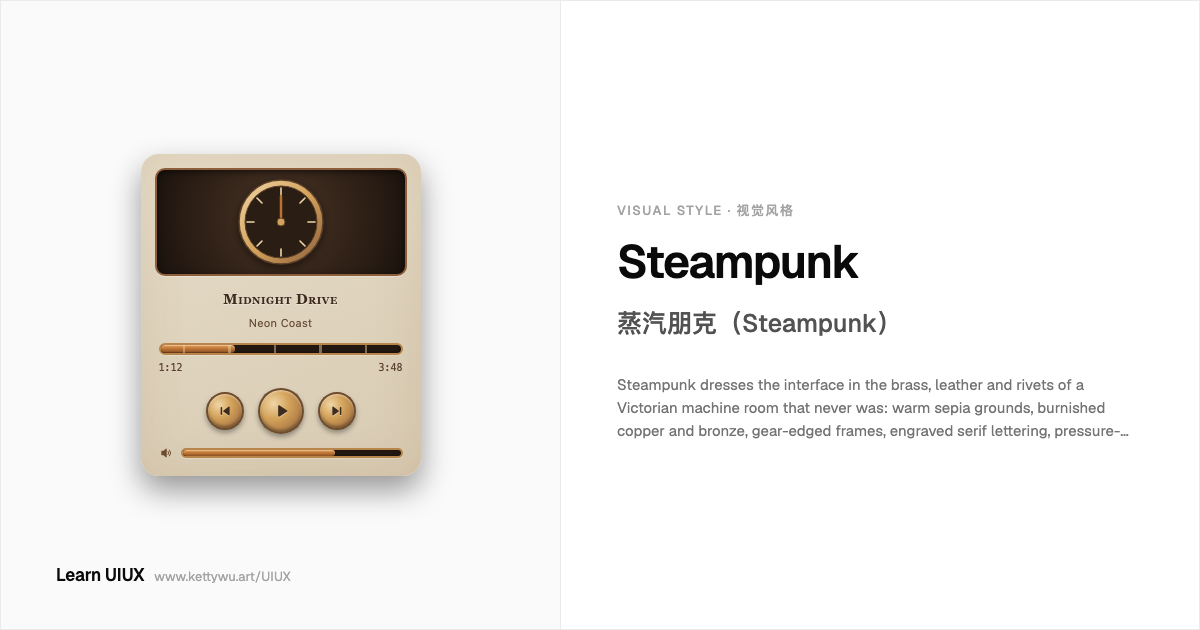 MIDNIGHT DRIVE
Neon Coast
1:12 3:48
Learn UIUX www.kettywu.art/UIUX
VISUAL STYLE · 视觉风格
Steampunk
蒸汽朋克（Steampunk）
Steampunk dresses the interface in the brass, leather and rivets of a
Victorian machine room that never was: warm sepia grounds, burnished
copper and bronze, gear-edged frames, engraved serif lettering, pressure-…